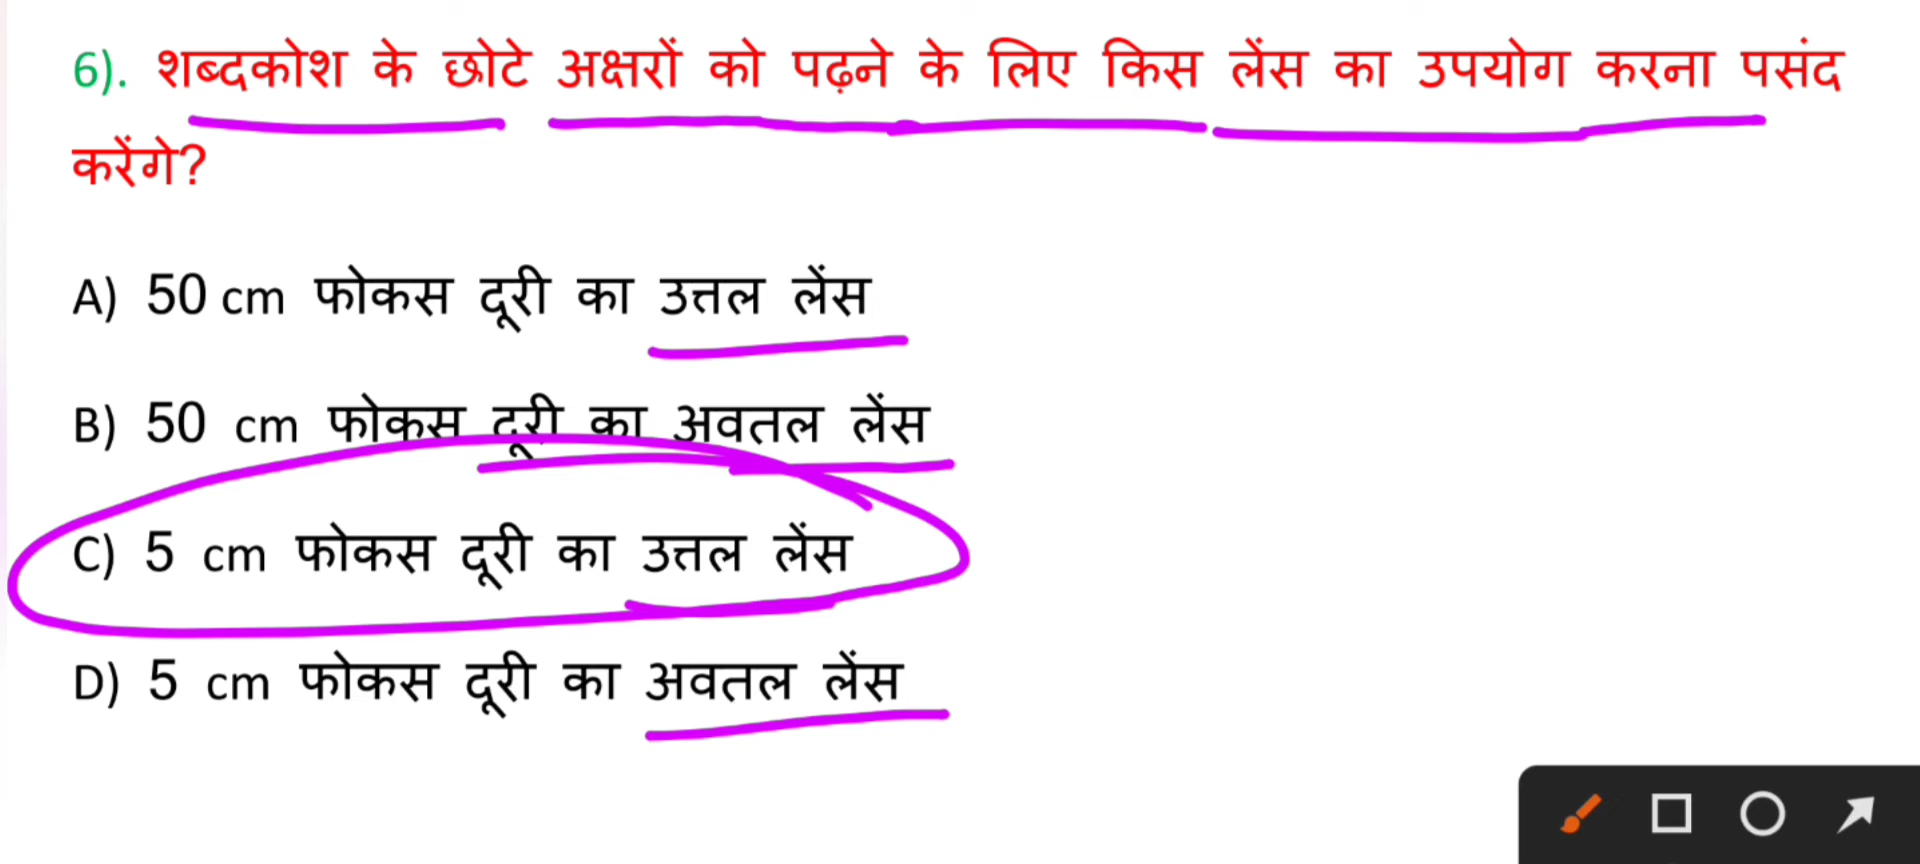 6). शब्दकोश के छोटे अक्षरों को पढ़ने के लिए किस लेंस का उपयोग करना पसंद
करेंगे?
A) 50 cm फोकस दूरी का उत्तल लेंस
B) 50 cm फोकस दूरी का अवतल लेंस
C) 5 cm फोकस दूरी का उत्तल लेंस
D) 5 cm फोकस दूरी का अवतल लेंस